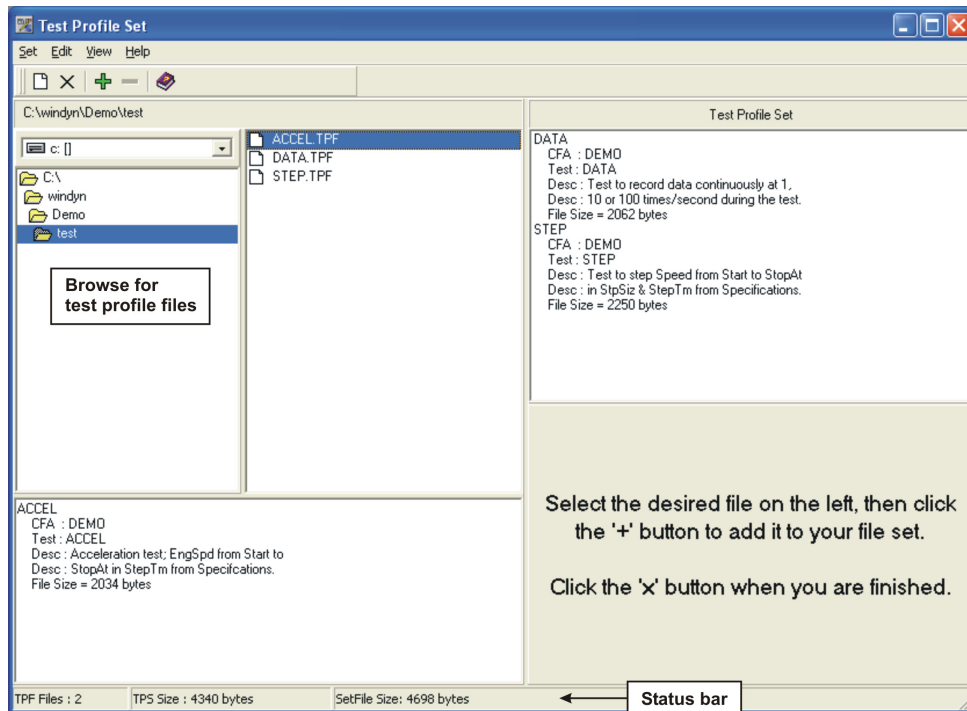 Test Profile Set
Set Edit View Help
C:\windyn\Demo\test
Test Profile Set
c: []
C:\
windyn
Demo
test
Browse for
test profile files
ACCEL.TPF
DATA.TPF
STEP.TPF
DATA
CFA : DEMO
Test : DATA
Desc : Test to record data continuously at 1,
Desc : 10 or 100 times/second during the test.
File Size = 2062 bytes
STEP
CFA : DEMO
Test : STEP
Desc : Test to step Speed from Start to StopAt
Desc : in StpSiz & StepTm from Specifications.
File Size = 2250 bytes
ACCEL
CFA : DEMO
Test : ACCEL
Desc : Acceleration test; EngSpd from Start to
Desc : StopAt in StepTm from Specifcations.
File Size = 2034 bytes
Select the desired file on the left, then click
the '+' button to add it to your file set.
Click the 'x' button when you are finished.
TPF Files : 2
TPS Size : 4340 bytes
SetFile Size: 4698 bytes
Status bar